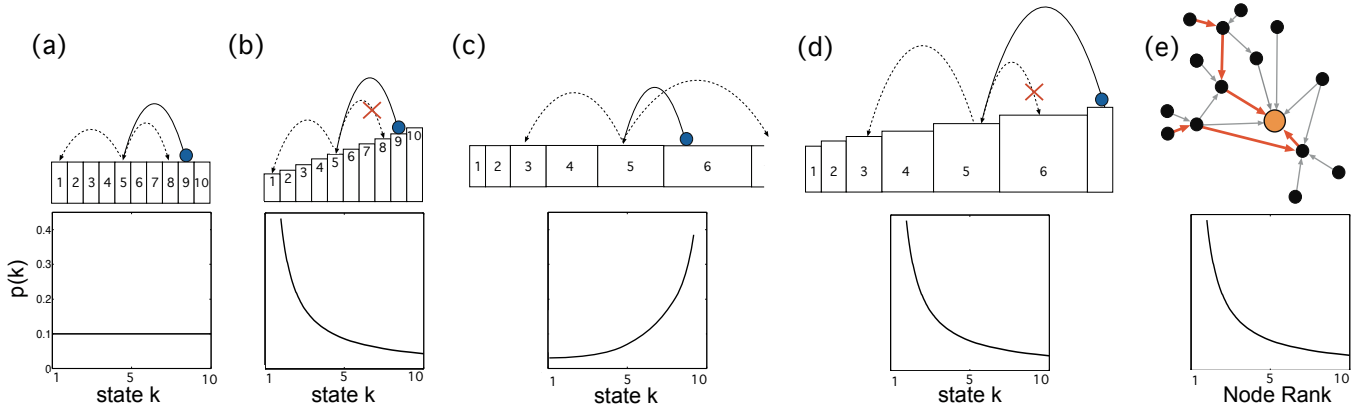 (a)
(b)
(c)
(d)
(e)
1 2 3 4 5 6 7 8 9 10
1 2 3 4 5 6 7 8 9 10
1 2 3 4 5 6
1 2 3 4 5 6
p(k)
0.4
0.3
0.2
0.1
0
1 5 10
1 5 10
1 5 10
1 5 10
1 5 10
state k
state k
state k
state k
Node Rank